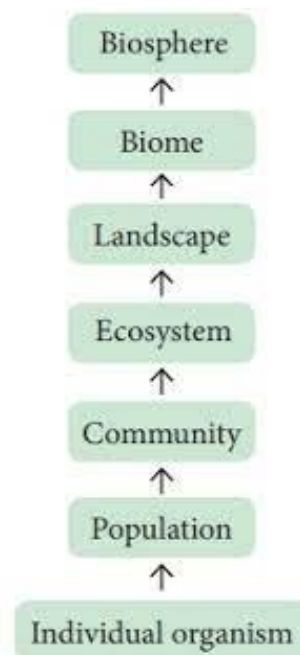 Biosphere
Biome
Landscape
Ecosystem
Community
Population
Individual organism